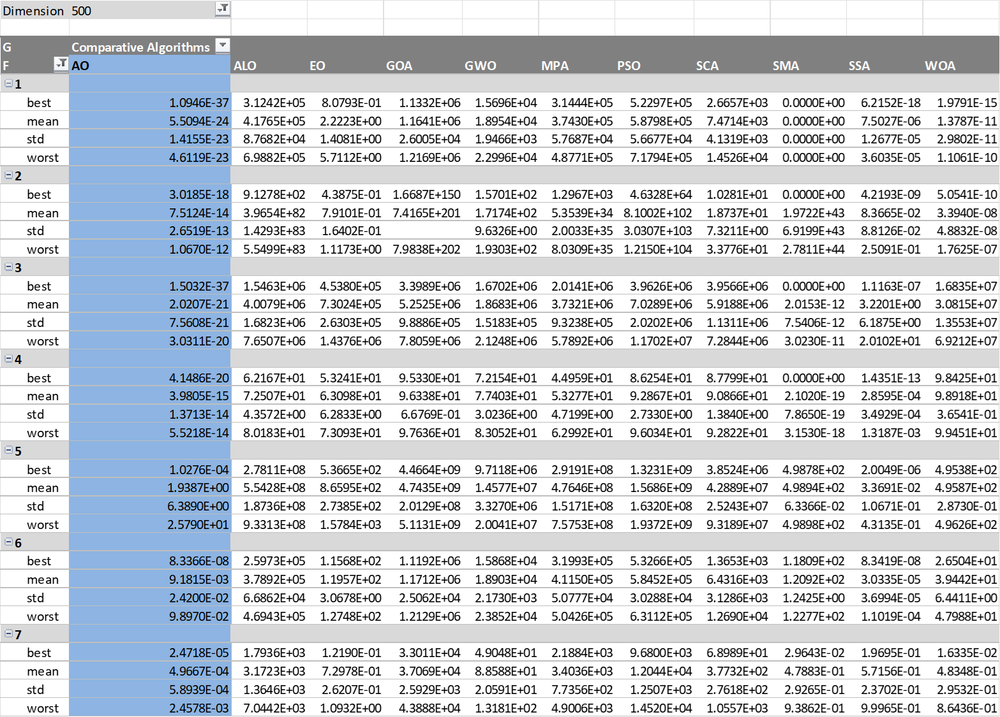 Dimension 500
G Comparative Algorithms
F AO ALO EO GOA GWO MPA PSO SCA SMA SSA WOA
1
best 1.0946E-37 3.1242E+05 8.0793E-01 1.1332E+06 1.5696E+04 3.1444E+05 5.2297E+05 2.6657E+03 0.0000E+00 6.2152E-18 1.9791E-15
mean 5.5094E-24 4.1765E+05 2.2223E+00 1.1641E+06 1.8954E+04 3.7430E+05 5.8798E+05 7.4714E+03 0.0000E+00 7.5027E-06 1.3787E-11
std 1.4155E-23 8.7682E+04 1.4081E+00 2.6005E+04 1.9466E+03 5.7687E+04 5.6677E+04 4.1319E+03 0.0000E+00 1.2677E-05 2.9802E-11
worst 4.6119E-23 6.9882E+05 5.7112E+00 1.2169E+06 2.2996E+04 4.8771E+05 7.1794E+05 1.4526E+04 0.0000E+00 3.6035E-05 1.1061E-10
2
best 3.0185E-18 9.1278E+02 4.3875E-01 1.6687E+150 1.5701E+02 1.2967E+03 4.6328E+64 1.0281E+01 0.0000E+00 4.2193E-09 5.0541E-10
mean 7.5124E-14 3.9654E+82 7.9101E-01 7.4165E+201 1.7174E+02 5.3539E+34 8.1002E+102 1.8737E+01 1.9722E+43 8.3665E-02 3.3940E-08
std 2.6519E-13 1.4293E+83 1.6402E-01 9.6326E+00 2.0033E+35 3.0307E+103 7.3211E+00 6.9199E+43 8.8126E-02 4.8832E-08
worst 1.0670E-12 5.5499E+83 1.1173E+00 7.9838E+202 1.9302E+02 8.0309E+35 1.2150E+104 3.3776E+01 2.7811E+44 2.5091E-01 1.7625E-07
3
best 1.5032E-37 1.5463E+06 4.5380E+05 3.3989E+06 1.6702E+06 2.0141E+06 3.9626E+06 3.9566E+06 0.0000E+00 1.1163E-07 1.6835E+07
mean 2.0207E-21 4.0079E+06 7.3024E+05 5.2525E+06 1.8683E+06 3.7321E+06 7.0289E+06 5.9188E+06 2.0153E-12 3.2201E+00 3.0815E+07
std 7.5608E-21 1.6823E+06 2.6303E+05 9.8886E+05 1.5183E+05 9.3238E+05 2.0202E+06 1.1311E+06 7.5406E-12 6.1875E+00 1.3553E+07
worst 3.0311E-20 7.6507E+06 1.4376E+06 7.8059E+06 2.1248E+06 5.7892E+06 1.1702E+07 7.2844E+06 3.0230E-11 2.0102E+01 6.9212E+07
4
best 4.1486E-20 6.2167E+01 5.3241E+01 9.5330E+01 7.2154E+01 4.4959E+01 8.6254E+01 8.7799E+01 0.0000E+00 1.4351E-13 9.8425E+01
mean 3.9805E-15 7.2507E+01 6.3098E+01 9.6338E+01 7.7403E+01 5.3277E+01 9.2867E+01 9.0866E+01 2.1020E-19 2.8595E-04 9.8918E+01
std 1.3713E-14 4.3572E+00 6.2833E+00 6.6769E-01 3.0236E+00 4.7199E+00 2.7330E+00 1.3840E+00 7.8650E-19 3.4929E-04 3.6541E-01
worst 5.5218E-14 8.0183E+01 7.3093E+01 9.7636E+01 8.3052E+01 6.2992E+01 9.6034E+01 9.2822E+01 3.1530E-18 1.3187E-03 9.9451E+01
5
best 1.0276E-04 2.7811E+08 5.3665E+02 4.4664E+09 9.7118E+06 2.9191E+08 1.3231E+09 3.8524E+06 4.9878E+02 2.0049E-06 4.9538E+02
mean 1.9387E+00 5.5428E+08 8.6595E+02 4.7435E+09 1.4577E+07 4.7646E+08 1.5686E+09 4.2889E+07 4.9894E+02 3.3691E-02 4.9587E+02
std 6.3890E+00 1.8736E+08 2.7385E+02 2.0129E+08 3.3270E+06 1.5171E+08 1.6320E+08 2.5243E+07 6.3366E-02 1.0671E-01 2.8730E-01
worst 2.5790E+01 9.3313E+08 1.5784E+03 5.1131E+09 2.0041E+07 7.5753E+08 1.9372E+09 9.3189E+07 4.9898E+02 4.3135E-01 4.9626E+02
6
best 8.3366E-08 2.5973E+05 1.1568E+02 1.1192E+06 1.5868E+04 3.1993E+05 5.3266E+05 1.3653E+03 1.1809E+02 8.3419E-08 2.6504E+01
mean 9.1815E-03 3.7892E+05 1.1957E+02 1.1712E+06 1.8903E+04 4.1150E+05 5.8452E+05 6.4316E+03 1.2092E+02 3.0335E-05 3.9442E+01
std 2.4200E-02 6.6862E+04 3.0678E+00 2.5062E+04 2.1730E+03 5.0777E+04 3.0288E+04 3.1286E+03 1.2425E+00 3.6994E-05 6.4411E+00
worst 9.8970E-02 4.6943E+05 1.2748E+02 1.2129E+06 2.3852E+04 5.0426E+05 6.3112E+05 1.2690E+04 1.2277E+02 1.1019E-04 4.7988E+01
7
best 2.4718E-05 1.7936E+03 1.2190E-01 3.3011E+04 4.9048E+01 2.1884E+03 9.6800E+03 6.8989E+01 2.9643E-02 1.9695E-01 1.6335E-02
mean 4.9667E-04 3.1723E+03 7.2978E-01 3.7069E+04 8.8588E+01 3.4036E+03 1.2044E+04 3.7732E+02 4.7883E-01 5.7156E-01 4.8348E-01
std 5.8939E-04 1.3646E+03 2.6207E-01 2.5929E+03 2.0591E+01 7.7356E+02 1.2507E+03 2.7618E+02 2.9265E-01 2.3702E-01 2.9532E-01
worst 2.4578E-03 7.0442E+03 1.0932E+00 4.3888E+04 1.3181E+02 4.9006E+03 1.4520E+04 1.0557E+03 9.3862E-01 9.9965E-01 8.6436E-01